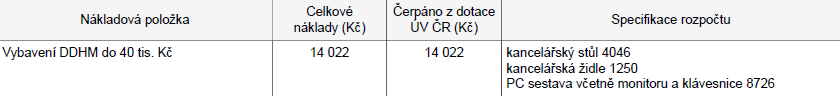 Nákladová položka
Celkové
náklady (Kč)
Čerpáno z dotace
ÚV ČR (Kč)
Specifikace rozpočtu
Vybavení DDHM do 40 tis. Kč
14 022
14 022
kancelářský stůl 4046
kancelářská židle 1250
PC sestava včetně monitoru a klávesnice 8726